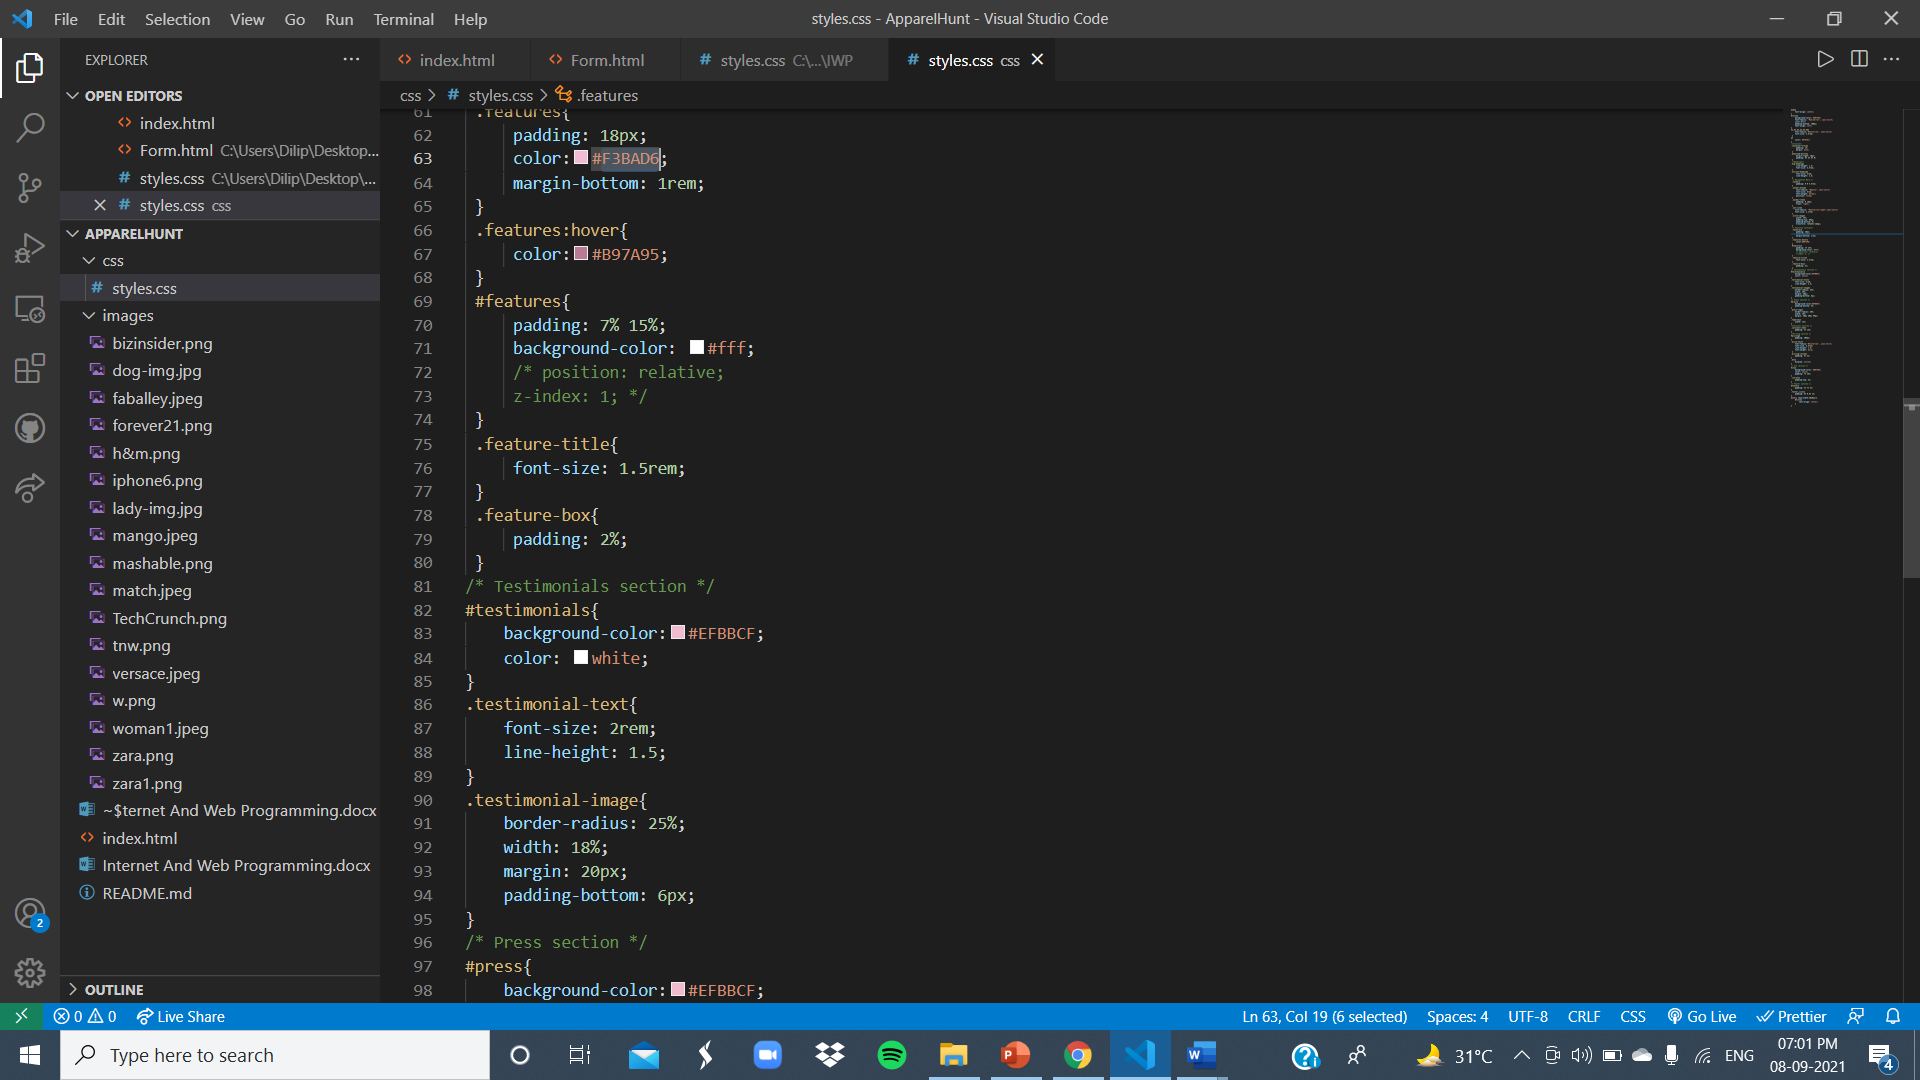 File Edit Selection View Go Run Terminal Help
styles.css - ApparelHunt - Visual Studio Code
EXPLORER
OPEN EDITORS
index.html
Form.html C:\Users\Dilip\Desktop...
styles.css C:\Users\Dilip\Desktop\...
styles.css css
APPARELHUNT
css
styles.css
images
bizinsider.png
dog-img.jpg
faballey.jpeg
forever21.png
h&m.png
iphone6.png
lady-img.jpg
mango.jpeg
mashable.png
match.jpeg
TechCrunch.png
tnw.png
versace.jpeg
w.png
woman1.jpeg
zara.png
zara1.png
~$ternet And Web Programming.docx
index.html
Internet And Web Programming.docx
README.md
OUTLINE
2
index.html Form.html styles.css C:\...\IWP styles.css css
css > styles.css > .features
61 .features{
62 padding: 18px;
63 color: #F3BAD6;
64 margin-bottom: 1rem;
65 }
66 .features:hover{
67 color: #B97A95;
68 }
69 #features{
70 padding: 7% 15%;
71 background-color: #fff;
72 /* position: relative;
73 z-index: 1; */
74 }
75 .feature-title{
76 font-size: 1.5rem;
77 }
78 .feature-box{
79 padding: 2%;
80 }
81 /* Testimonials section */
82 #testimonials{
83 background-color: #EFBBCF;
84 color: white;
85 }
86 .testimonial-text{
87 font-size: 2rem;
88 line-height: 1.5;
89 }
90 .testimonial-image{
91 border-radius: 25%;
92 width: 18%;
93 margin: 20px;
94 padding-bottom: 6px;
95 }
96 /* Press section */
97 #press{
98 background-color: #EFBBCF;
0 0 Live Share
Ln 63, Col 19 (6 selected) Spaces: 4 UTF-8 CRLF CSS Go Live Prettier
Type here to search
31°C ENG 07:01 PM
08-09-2021
4